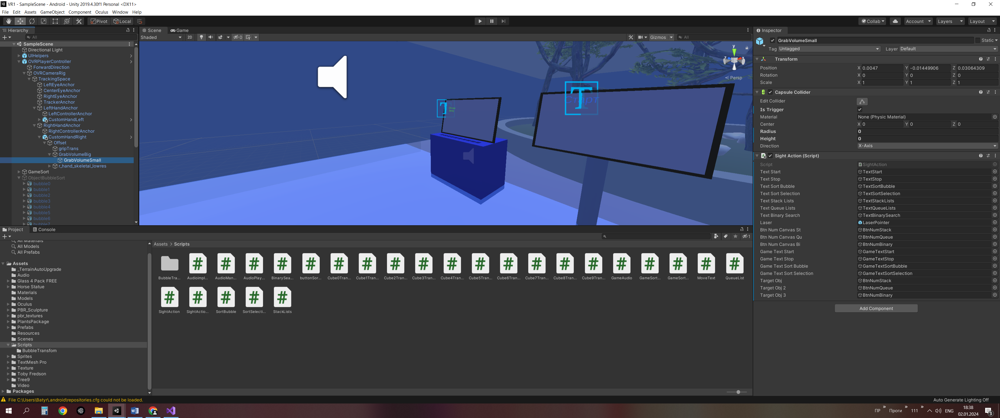 VR1 - SampleScene - Android - Unity 2019.4.30f1 Personal <DX11>
File Edit Assets GameObject Component Oculus Window Help
Pivot Local Collab Account Layers Layout
Hierarchy
All
SampleScene
Directional Light
UIHelpers
OVRPlayerController
ForwardDirection
OVRCameraRig
TrackingSpace
LeftEyeAnchor
CenterEyeAnchor
RightEyeAnchor
TrackerAnchor
LeftHandAnchor
LeftControllerAnchor
CustomHandLeft
RightHandAnchor
RightControllerAnchor
CustomHandRight
Offset
gripTrans
GrabVolumeBig
GrabVolumeSmall
r_hand_skeletal_lowres
GameSort
ObjectBubbleSort
bubble0
bubble1
bubble2
bubble3
bubble4
bubble5
bubble6
bubble7
Scene Game
Shaded 2D 0 Gizmos All
y
z x
Persp
T
Старт
T
Inspector
GrabVolumeSmall Static
Tag Untagged Layer Default
Transform
Position X 0.0047 Y -0.01449906 Z 0.03064309
Rotation X 0 Y 0 Z 0
Scale X 1 Y 1 Z 1
Capsule Collider
Edit Collider
Is Trigger
Material None (Physic Material)
Center X 0 Y 0 Z 0
Radius 0
Height 0
Direction X-Axis
Sight Action (Script)
Script SightAction
Text Start TextStart
Text Stop TextStop
Text Sort Bubble TextSortBubble
Text Sort Selection TextSortSelection
Text Stack Lists TextStackLists
Text Queue Lists TextQueueLists
Text Binary Search TextBinarySearch
Laser LaserPointer
Btn Num Canvas St BtnNumStack
Btn Num Canvas Qu BtnNumQueue
Btn Num Canvas Bi BtnNumBinary
Game Text Start GameTextStart
Game Text Stop GameTextStop
Game Text Sort Bubble GameTextSortBubble
Game Text Sort Selection GameTextSortSelection
Target Obj BtnNumStack
Target Obj 2 BtnNumQueue
Target Obj 3 BtnNumBinary
Add Component
Project Console
1
All Materials
All Models
All Prefabs
Assets
_TerrainAutoUpgrade
Audio
Glass 4 Pack FREE
Horse Statue
Materials
Models
Oculus
PBR_Sculpture
pbr_textures
PlantsPackage
Prefabs
Resources
Scenes
Scripts
BubbleTransfom
Sprites
TextMesh Pro
Texture
Toby Fredson
Tree9
Video
Packages
Assets > Scripts
BubbleTra... Audioimpl... AudioMan... AudioPlay... BinarySea... buttonSor... Cube0Tran... Cube1Tran... Cube2Tran... Cube3Tran... Cube4Tran... Cube5Tran... Cube6Tran... Cube7Tran... Cube8Tran... Cube9Tran... GameAudio GameSort... GameSort... MoveText QueueList
SightAction SightActio... SortBubble SortSelecti... StackLists
File C:\Users\Batyr\.android\repositories.cfg could not be loaded.
Auto Generate Lighting Off
ПР » Проги » 111 » ENG
18:38
02.01.2024
3